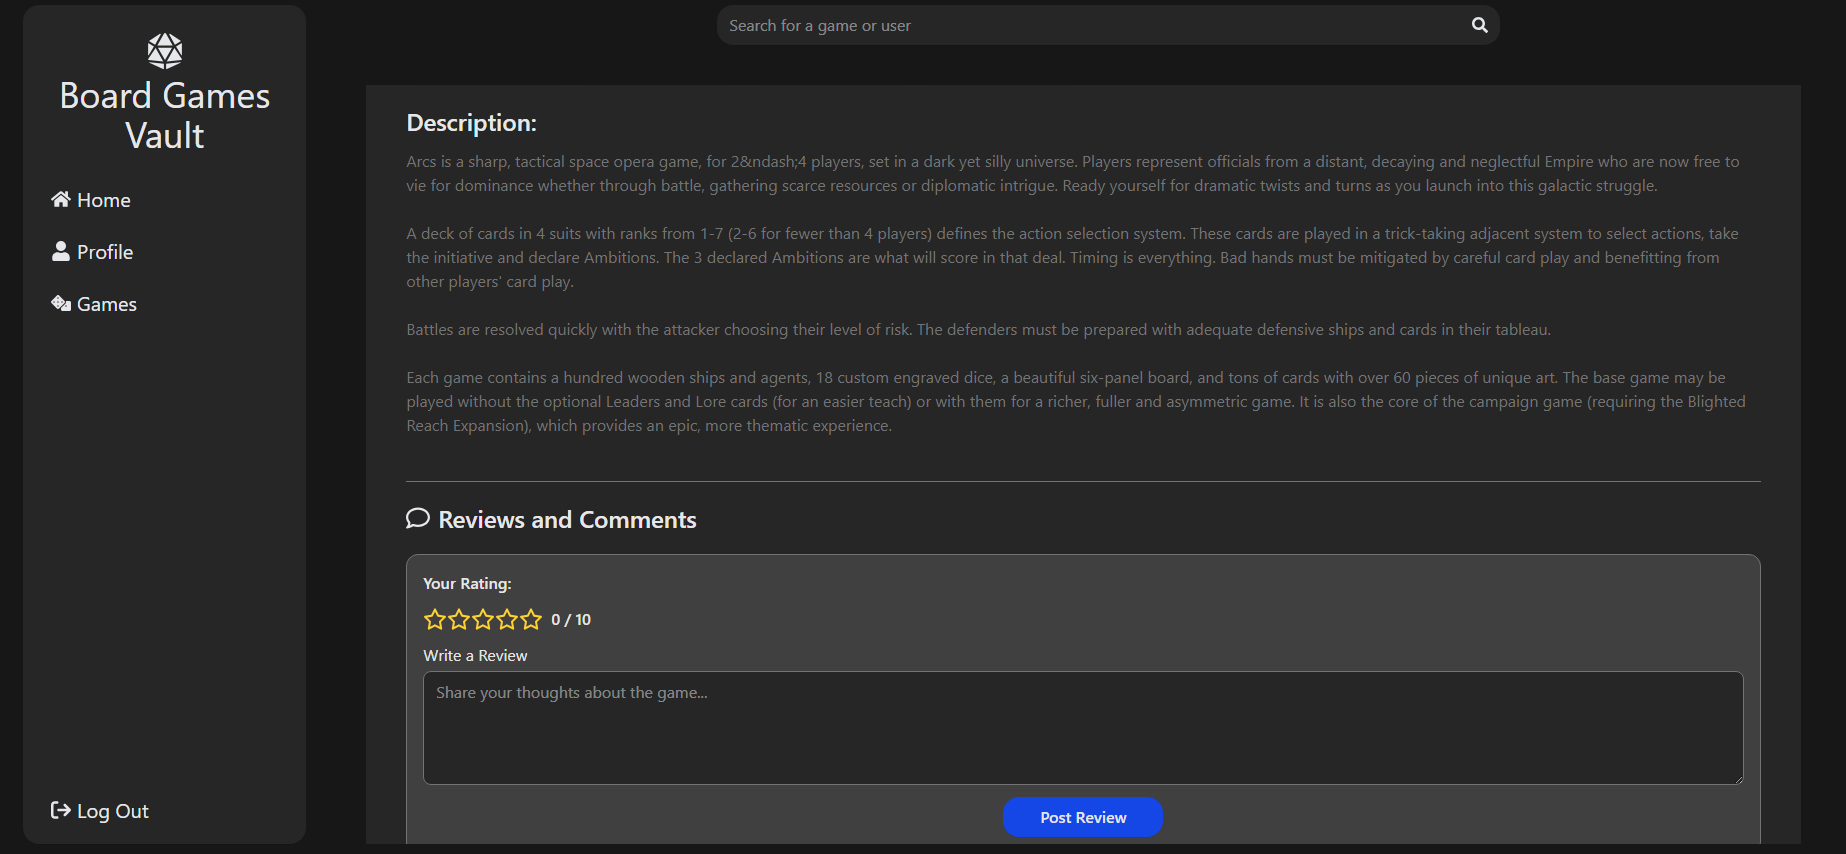 Board Games
Vault
Home
Profile
Games
Log Out
Search for a game or user
Description:
Arcs is a sharp, tactical space opera game, for 2&ndash;4 players, set in a dark yet silly universe. Players represent officials from a distant, decaying and neglectful Empire who are now free to
vie for dominance whether through battle, gathering scarce resources or diplomatic intrigue. Ready yourself for dramatic twists and turns as you launch into this galactic struggle.
A deck of cards in 4 suits with ranks from 1-7 (2-6 for fewer than 4 players) defines the action selection system. These cards are played in a trick-taking adjacent system to select actions, take
the initiative and declare Ambitions. The 3 declared Ambitions are what will score in that deal. Timing is everything. Bad hands must be mitigated by careful card play and benefitting from
other players' card play.
Battles are resolved quickly with the attacker choosing their level of risk. The defenders must be prepared with adequate defensive ships and cards in their tableau.
Each game contains a hundred wooden ships and agents, 18 custom engraved dice, a beautiful six-panel board, and tons of cards with over 60 pieces of unique art. The base game may be
played without the optional Leaders and Lore cards (for an easier teach) or with them for a richer, fuller and asymmetric game. It is also the core of the campaign game (requiring the Blighted
Reach Expansion), which provides an epic, more thematic experience.
Reviews and Comments
Your Rating:
0 / 10
Write a Review
Share your thoughts about the game...
Post Review